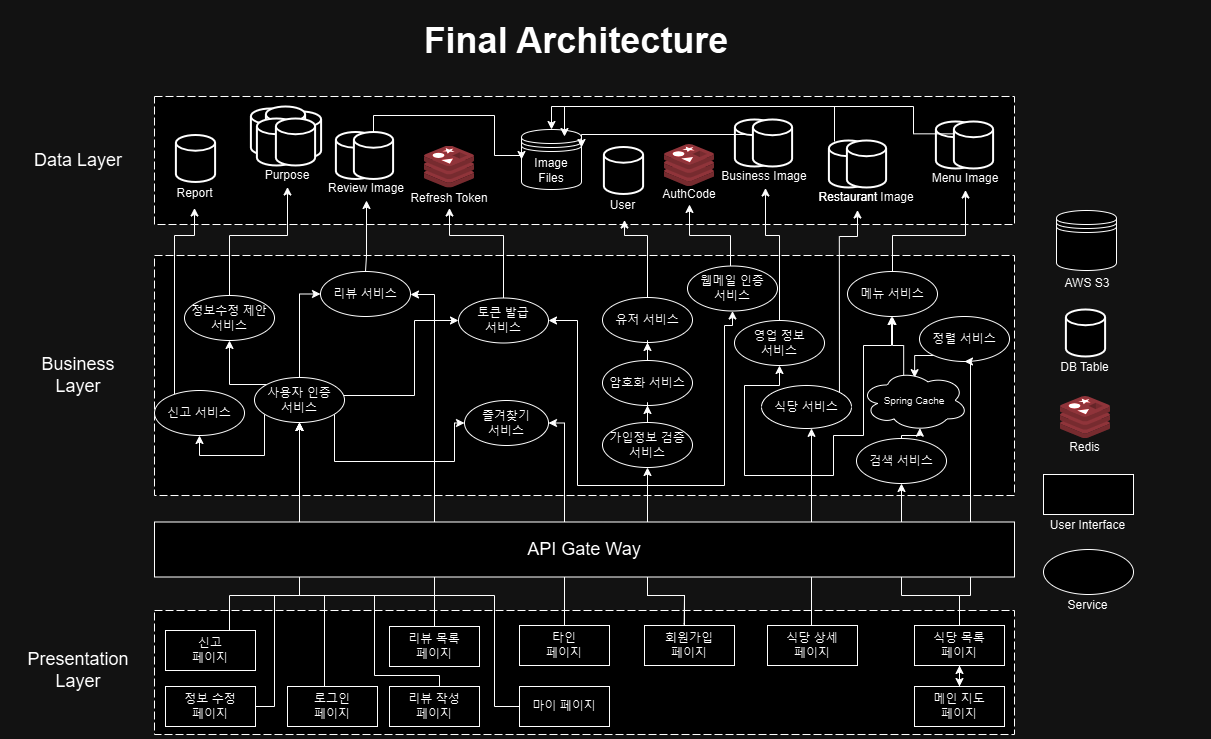 Final Architecture
Data Layer
Report
Purpose
Review Image
Refresh Token
Image
Files
User
AuthCode
Business Image
Restaurant Image
Menu Image
AWS S3
DB Table
Redis
User Interface
Service
Business
Layer
정보수정 제안
서비스
리뷰 서비스
토큰 발급
서비스
유저 서비스
웹메일 인증
서비스
영업 정보
서비스
메뉴 서비스
정렬 서비스
신고 서비스
사용자 인증
서비스
즐겨찾기
서비스
암호화 서비스
가입정보 검증
서비스
식당 서비스
Spring Cache
검색 서비스
API Gate Way
Presentation
Layer
신고
페이지
리뷰 목록
페이지
타인
페이지
회원가입
페이지
식당 상세
페이지
식당 목록
페이지
정보 수정
페이지
로그인
페이지
리뷰 작성
페이지
마이 페이지
메인 지도
페이지